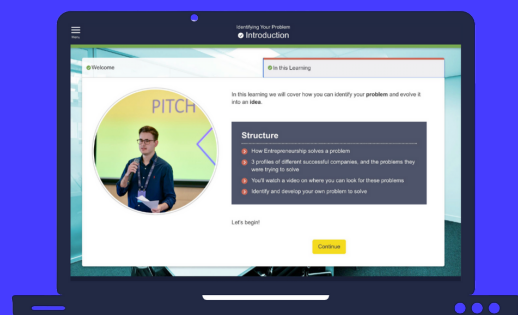 Identifying Your Problem
Introduction
Menu
Welcome
In this Learning
PITCH
In this learning we will cover how you can identify your problem and evolve it
into an idea.
Structure
How Entrepreneurship solves a problem
3 profiles of different successful companies, and the problems they
were trying to solve
You'll watch a video on where you can look for these problems
Identify and develop your own problem to solve
Let's begin!
Continue